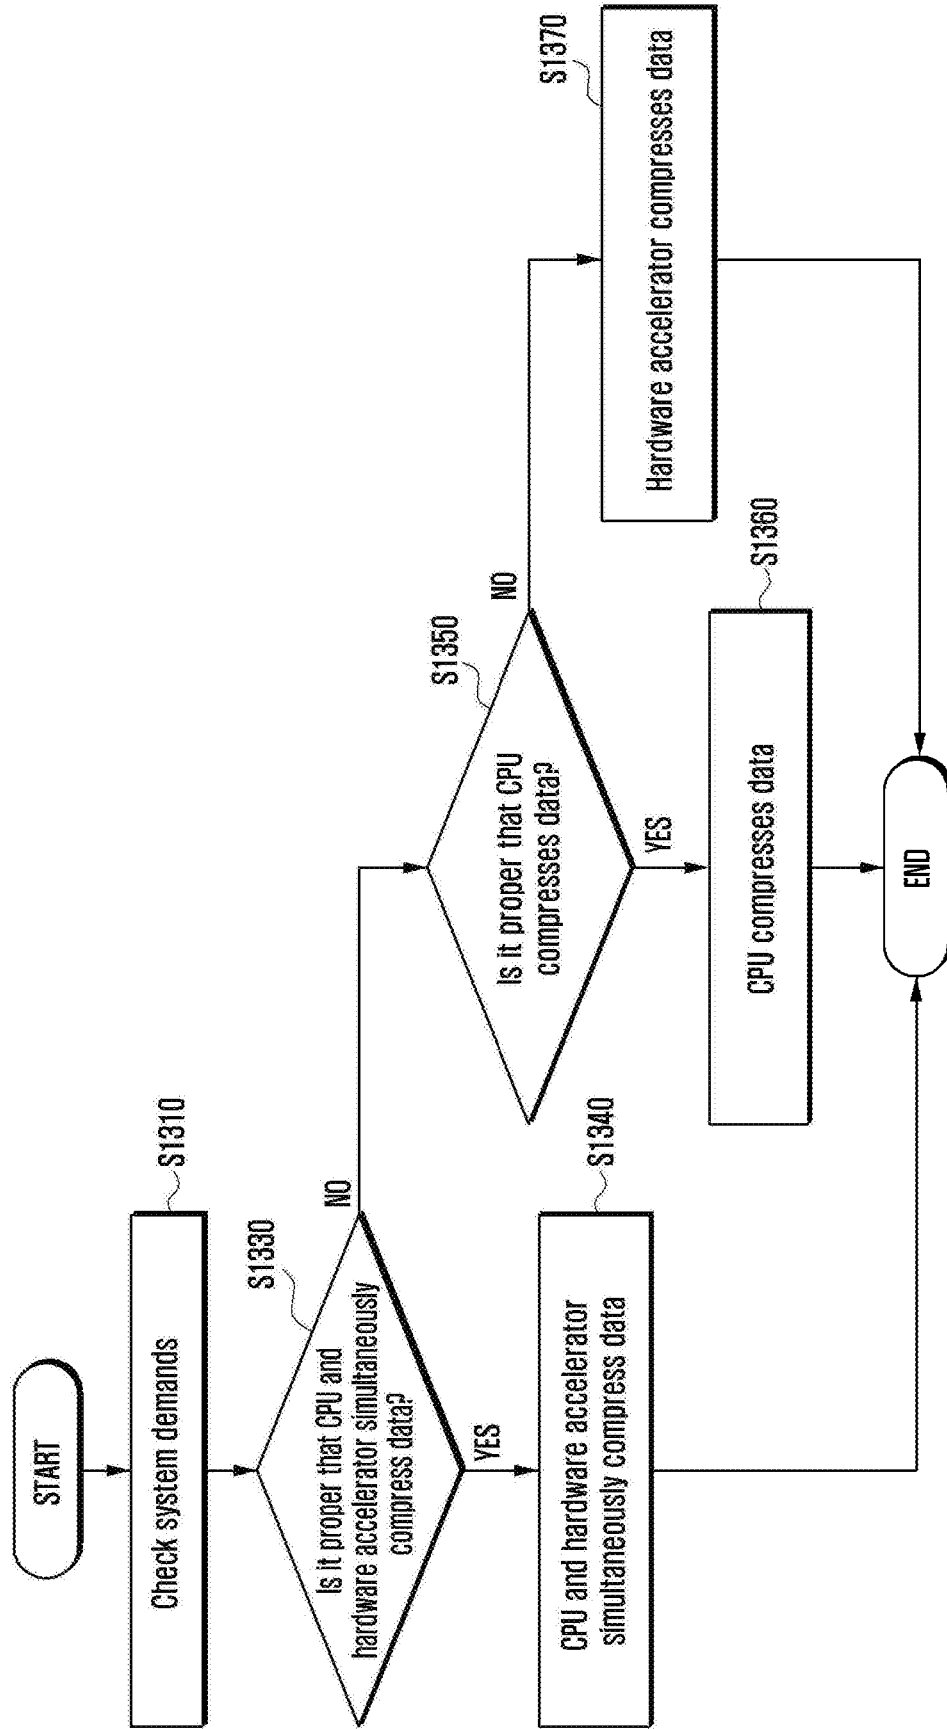 START
Check system demands
S1310
S1330
Is it proper that CPU and
hardware accelerator simultaneously
compress data?
NO
YES
CPU and hardware accelerator
simultaneously compress data
S1340
S1350
Is it proper that CPU
compresses data?
NO
YES
CPU compresses data
S1360
S1370
Hardware accelerator compresses data
END